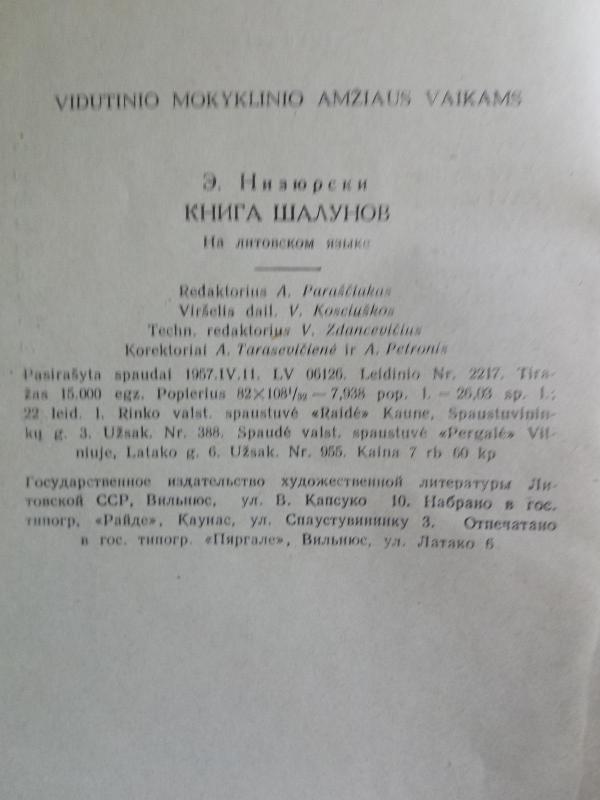 VIDUTINIO MOKYKLINIO AMŽIAUS VAIKAMS
Э. Низюрски
КНИГА ШАЛУНОВ
На литовском языке
Redaktorius A. Paraščiakas
Viršelis dail. V. Kosciuškos
Techn. redaktorius V. Zdancevičius
Korektoriai A. Tarasevičienė ir A. Petronis
Pasirašyta spaudai 1957.IV.11. LV 06126. Leidinio Nr. 2217. Tira-
žas 15.000 egz. Popierius 82×108¹/₃₂ — 7,938 pop. l. — 26,03 sp. l.;
22 leid. l. Rinko valst. spaustuvė «Raidė» Kaune, Spaustuvinin-
kų g. 3. Užsak. Nr. 388. Spaudė valst. spaustuvė «Pergalė» Vil-
niuje, Latako g. 6. Užsak. Nr. 955. Kaina 7 rb 60 kp
Государственное издательство художественной литературы Ли-
товской ССР, Вильнюс, ул. В. Капсуко 10. Набрано в гос.
типогр, «Райде», Каунас, ул. Спаустувининку 3. Отпечатано
в гос. типогр. «Пяргале», Вильнюс, ул. Латако 6